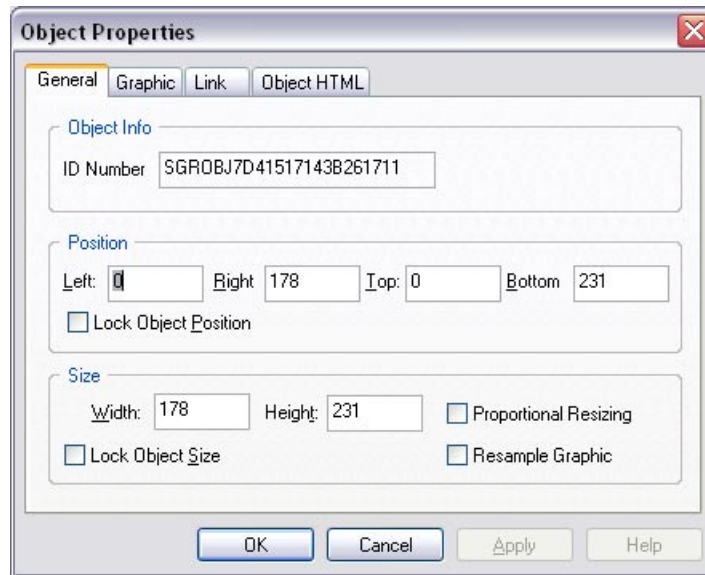 Object Properties
General Graphic Link Object HTML
Object Info
ID Number SGROBJ7D41517143B261711
Position
Left: 0 Right 178 Top: 0 Bottom 231
Lock Object Position
Size
Width: 178 Height: 231 Proportional Resizing
Lock Object Size Resample Graphic
OK Cancel Apply Help